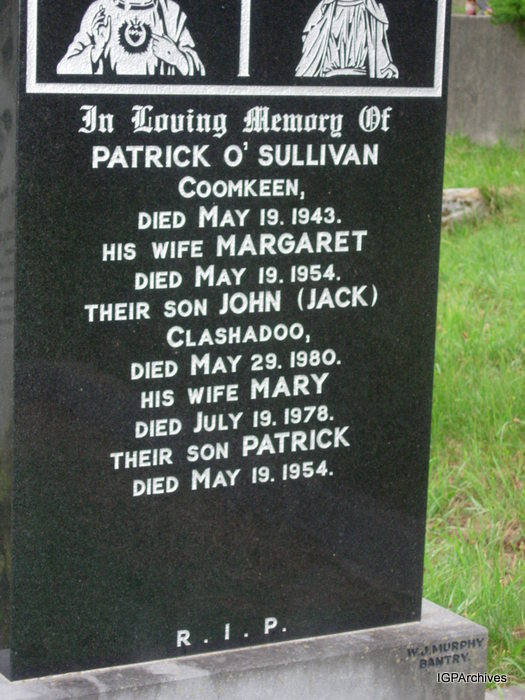 In Loving Memory Of
PATRICK O' SULLIVAN
COOMKEEN,
DIED MAY 19. 1943.
HIS WIFE MARGARET
DIED MAY 19. 1954.
THEIR SON JOHN (JACK)
CLASHADOO,
DIED MAY 29. 1980.
HIS WIFE MARY
DIED JULY 19. 1978.
THEIR SON PATRICK
DIED MAY 19. 1954.
R. I. P.
W.J. MURPHY
BANTRY.
IGPArchives